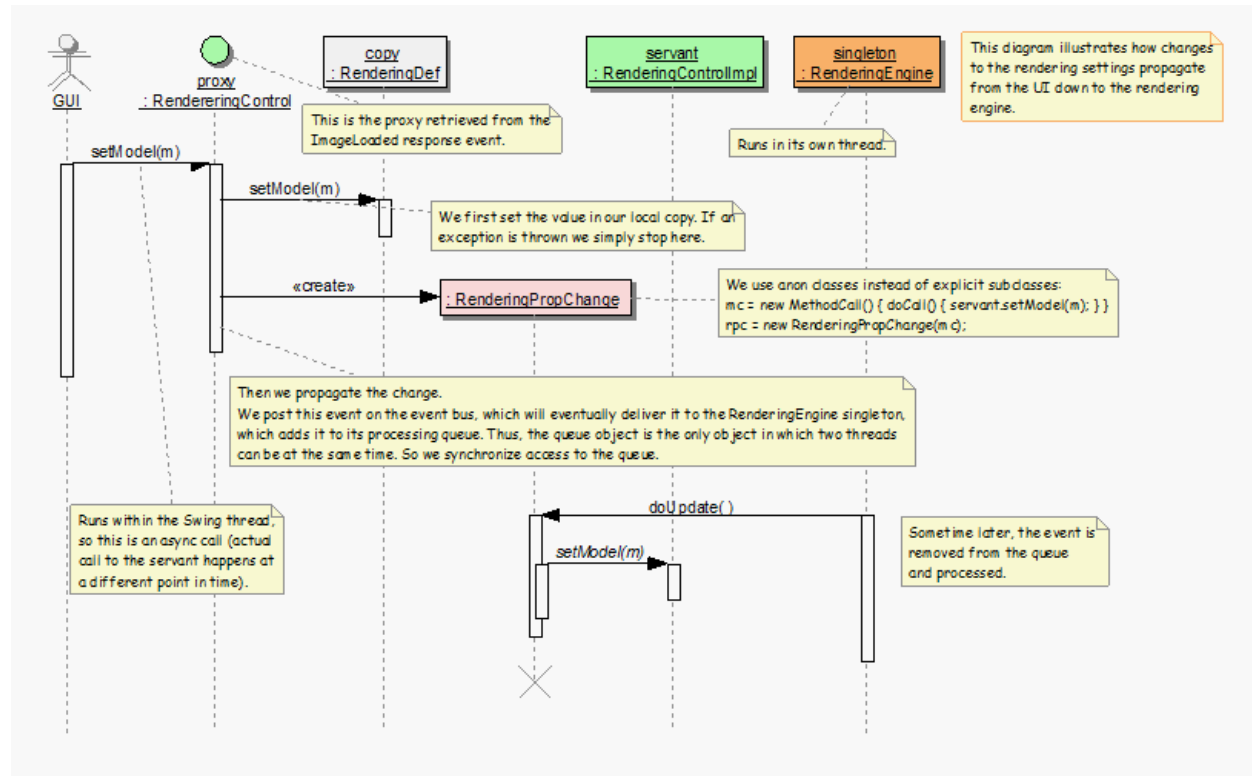 GUI
proxy
: RendereringControl
copy
: RenderingDef
servant
: RenderingControlImpl
singleton
: RenderingEngine
This diagram illustrates how changes
to the rendering settings propagate
from the UI down to the rendering
engine.
This is the proxy retrieved from the
ImageLoaded response event.
Runs in its own thread.
setModel(m)
setModel(m)
We first set the value in our local copy. If an
exception is thrown we simply stop here.
«create»
: RenderingPropChange
We use anon classes instead of explicit subclasses:
mc = new MethodCall() { doCall() { servant.setModel(m); } }
rpc = new RenderingPropChange(mc);
Then we propagate the change.
We post this event on the event bus, which will eventually deliver it to the RenderingEngine singleton,
which adds it to its processing queue. Thus, the queue object is the only object in which two threads
can be at the same time. So we synchronize access to the queue.
Runs within the Swing thread,
so this is an async call (actual
call to the servant happens at
a different point in time).
doUpdate( )
setModel(m)
Sometime later, the event is
removed from the queue
and processed.